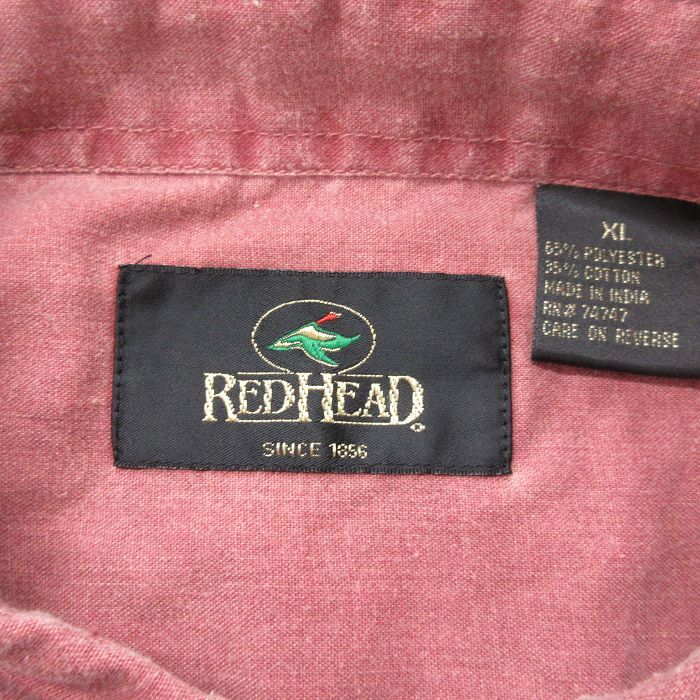 XL
65% POLYESTER
35% COTTON
MADE IN INDIA
RN# 74747
CARE ON REVERSE
REDHEAD®
SINCE 1856